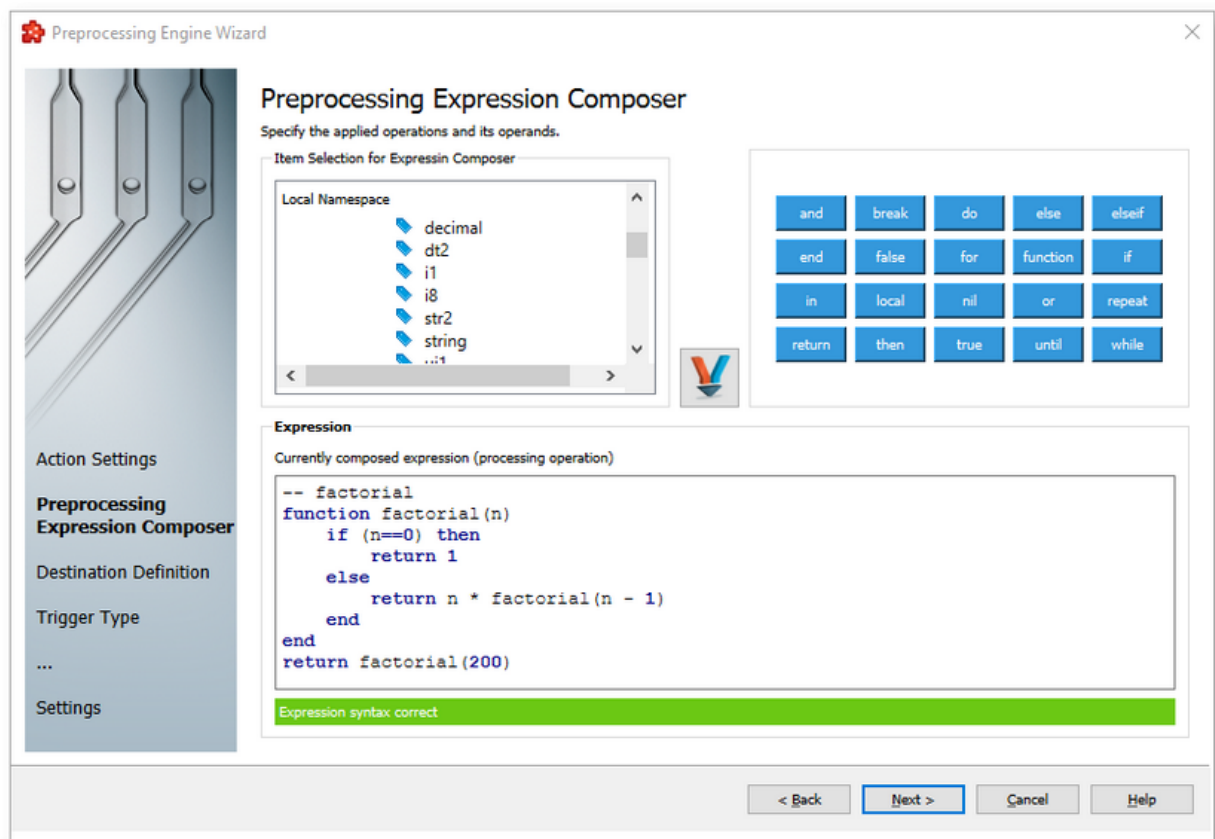 Preprocessing Engine Wizard
Preprocessing Expression Composer
Specify the applied operations and its operands.
Item Selection for Expressin Composer
Local Namespace
decimal
dt2
i1
i8
str2
string
ui1
and break do else elseif
end false for function if
in local nil or repeat
return then true until while
Action Settings
Preprocessing
Expression Composer
Destination Definition
Trigger Type
...
Settings
Expression
Currently composed expression (processing operation)
-- factorial
function factorial(n)
    if (n==0) then
        return 1
    else
        return n * factorial(n - 1)
    end
end
return factorial(200)
Expression syntax correct
< Back Next > Cancel Help